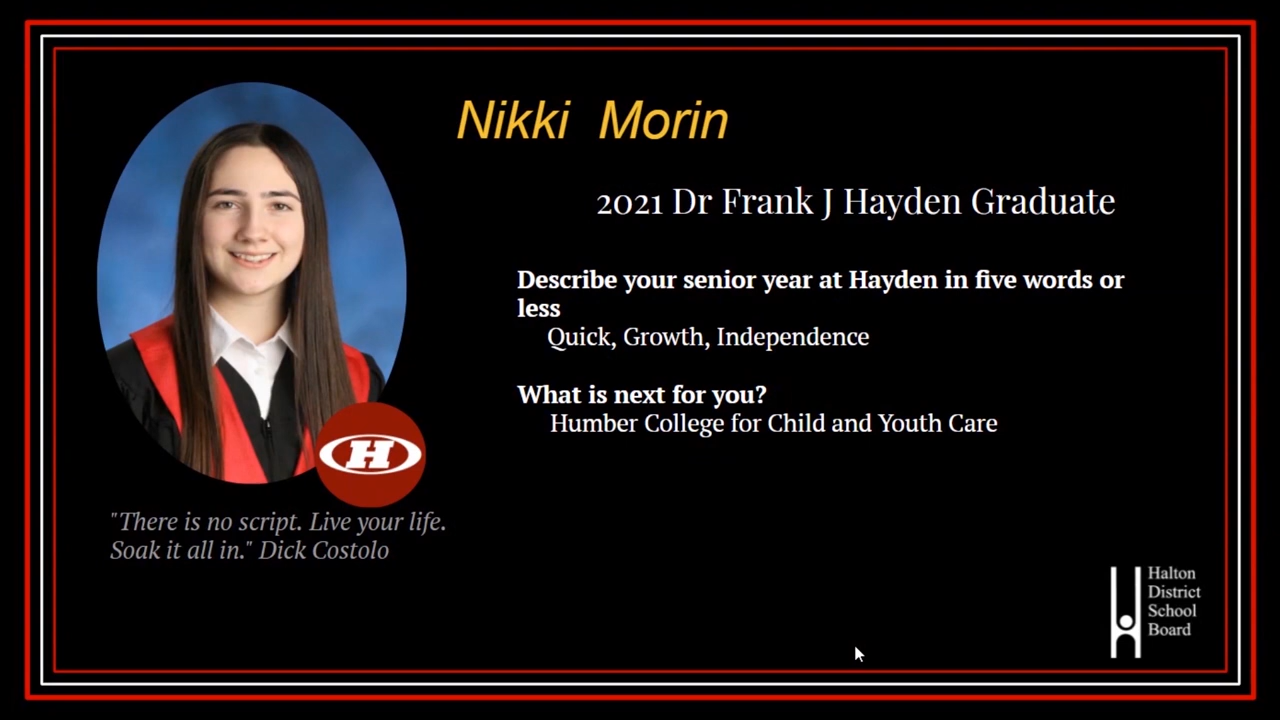 Nikki Morin
2021 Dr Frank J Hayden Graduate
Describe your senior year at Hayden in five words or
less
Quick, Growth, Independence
What is next for you?
Humber College for Child and Youth Care
H
"There is no script. Live your life.
Soak it all in." Dick Costolo
Halton
District
School
Board